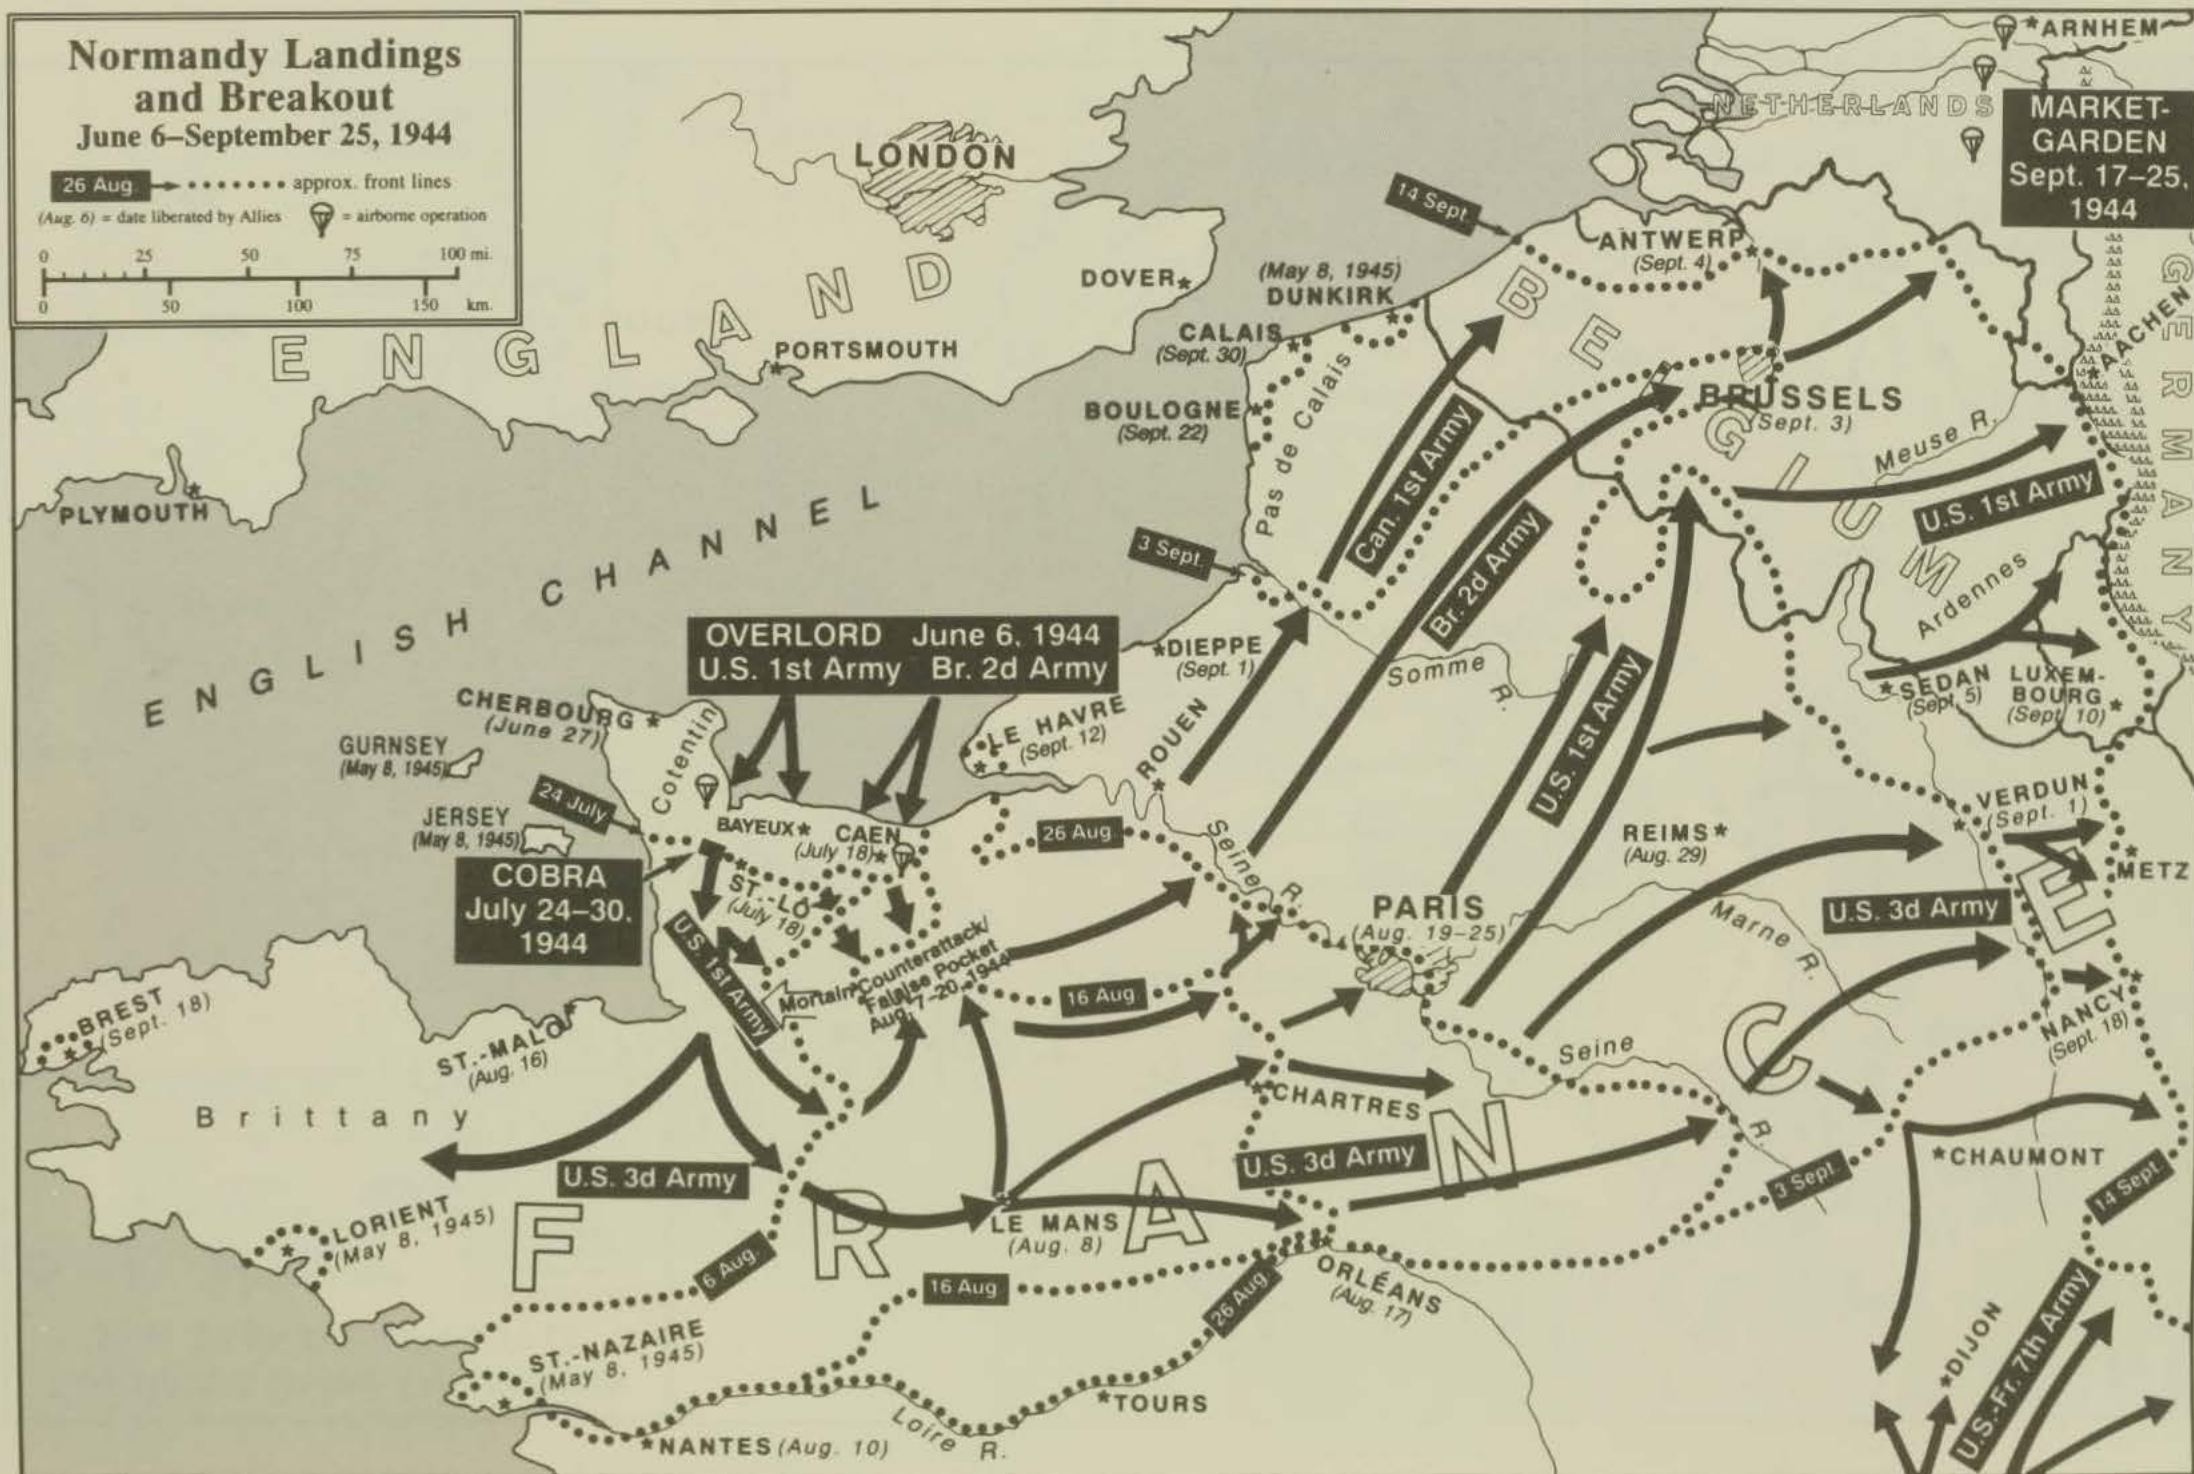 Normandy Landings
and Breakout
June 6–September 25, 1944
26 Aug. approx. front lines
(Aug. 6) = date liberated by Allies = airborne operation
0 25 50 75 100 mi.
0 50 100 150 km.
ENGLAND
LONDON
DOVER
PORTSMOUTH
PLYMOUTH
ENGLISH CHANNEL
ARNHEM
NETHERLANDS
MARKET-
GARDEN
Sept. 17–25,
1944
GERMANY
14 Sept.
ANTWERP
(Sept. 4)
(May 8, 1945)
DUNKIRK
CALAIS
(Sept. 30)
BOULOGNE
(Sept. 22)
Pas de Calais
BELGIUM
BRUSSELS
(Sept. 3)
AACHEN
Meuse R.
U.S. 1st Army
Can. 1st Army
Br. 2d Army
3 Sept.
Ardennes
OVERLORD June 6, 1944
U.S. 1st Army Br. 2d Army
DIEPPE
(Sept. 1)
Somme R.
U.S. 1st Army
SEDAN
(Sept. 5)
LUXEM-
BOURG
(Sept. 10)
CHERBOURG
(June 27)
Cotentin
GURNSEY
(May 8, 1945)
JERSEY
(May 8, 1945)
24 July
LE HAVRE
(Sept. 12)
ROUEN
BAYEUX
CAEN
(July 18)
26 Aug.
Seine R.
REIMS
(Aug. 29)
VERDUN
(Sept. 1)
METZ
COBRA
July 24–30,
1944
ST.-LÔ
(July 18)
U.S. 1st Army
Mortain Counterattack/
Falaise Pocket
Aug. 7–20, 1944
16 Aug.
PARIS
(Aug. 19–25)
Marne R.
U.S. 3d Army
NANCY
(Sept. 18)
BREST
(Sept. 18)
ST.-MALO
(Aug. 16)
Brittany
CHARTRES
Seine R.
U.S. 3d Army
U.S. 3d Army
3 Sept.
CHAUMONT
14 Sept.
LORIENT
(May 8, 1945)
FRANCE
LE MANS
(Aug. 8)
6 Aug.
16 Aug.
26 Aug.
ORLÉANS
(Aug. 17)
ST.-NAZAIRE
(May 8, 1945)
NANTES (Aug. 10)
Loire R.
TOURS
DIJON
U.S.-Fr. 7th Army